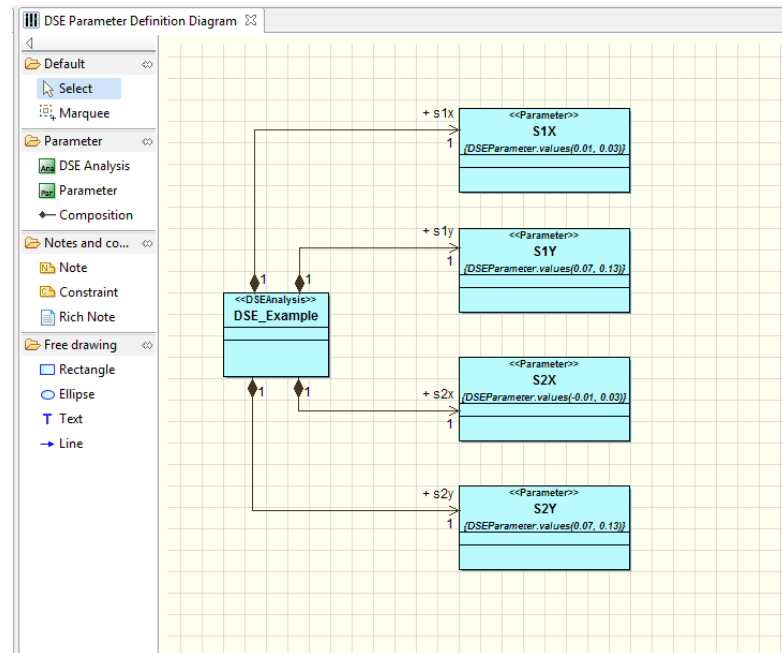 DSE Parameter Definition Diagram
Default
Select
Marquee
Parameter
DSE Analysis
Parameter
Composition
Notes and co...
Note
Constraint
Rich Note
Free drawing
Rectangle
Ellipse
T Text
Line
+ s1x
1
<<Parameter>>
S1X
{DSEParameter.values(0.01, 0.03)}
+ s1y
1
<<Parameter>>
S1Y
{DSEParameter.values(0.07, 0.13)}
1
1
<<DSEAnalysis>>
DSE_Example
1
1
+ s2x
1
<<Parameter>>
S2X
{DSEParameter.values(-0.01, 0.03)}
+ s2y
1
<<Parameter>>
S2Y
{DSEParameter.values(0.07, 0.13)}